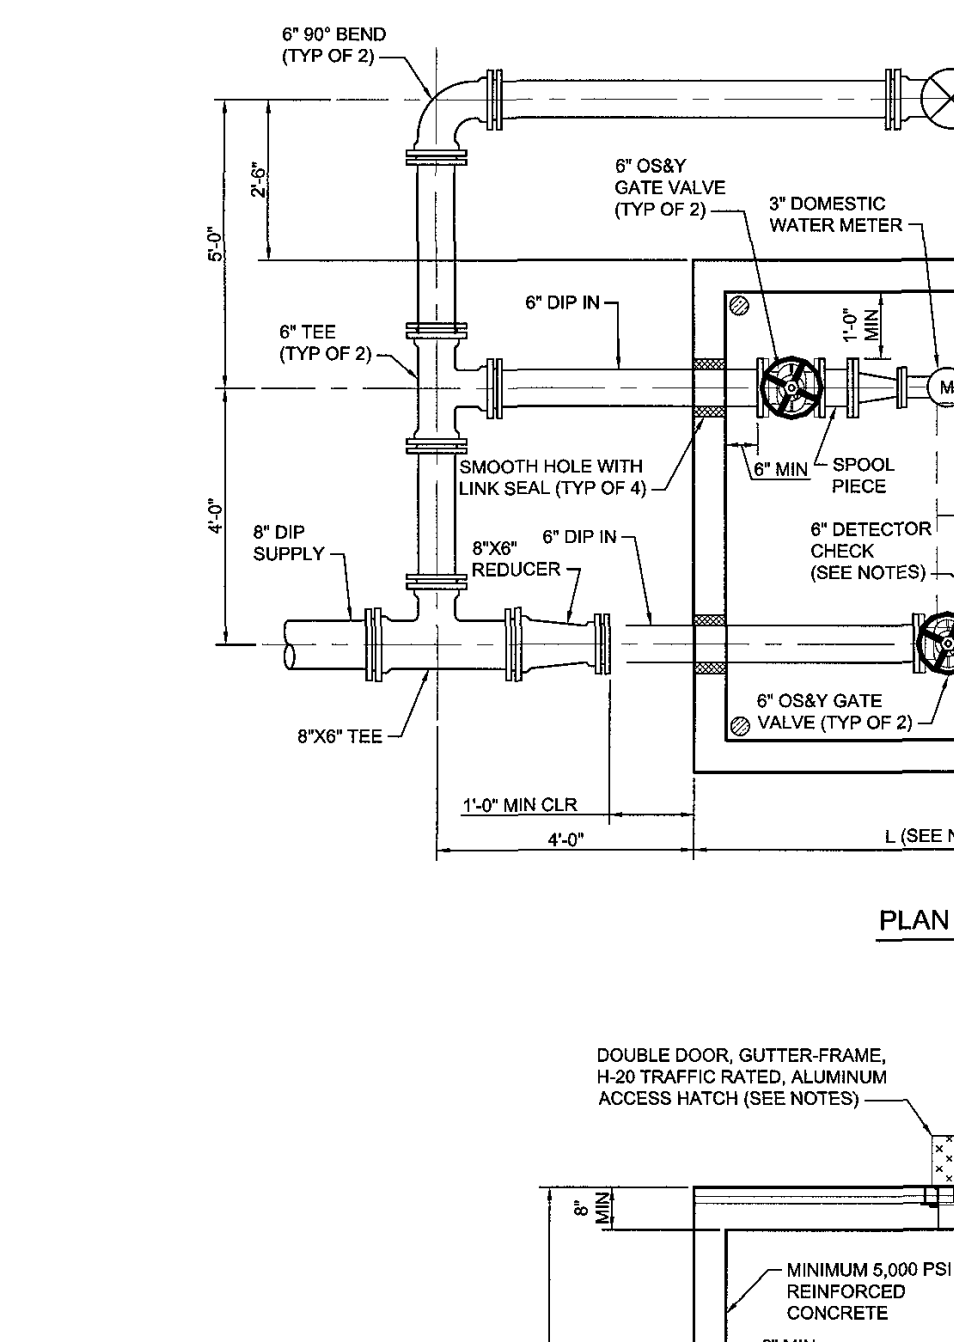 6" 90° BEND
(TYP OF 2)
2'-6"
5'-0"
6" OS&Y
GATE VALVE
(TYP OF 2)
3" DOMESTIC
WATER METER
6" DIP IN
1'-0"
MIN
6" TEE
(TYP OF 2)
M
SMOOTH HOLE WITH
LINK SEAL (TYP OF 4)
6" MIN
SPOOL
PIECE
4'-0"
8" DIP
SUPPLY
8"X6"
REDUCER
6" DIP IN
6" DETECTOR
CHECK
(SEE NOTES)
6" OS&Y GATE
VALVE (TYP OF 2)
8"X6" TEE
1'-0" MIN CLR
4'-0"
L (SEE
PLAN
DOUBLE DOOR, GUTTER-FRAME,
H-20 TRAFFIC RATED, ALUMINUM
ACCESS HATCH (SEE NOTES)
8"
MIN
MINIMUM 5,000 PSI
REINFORCED
CONCRETE